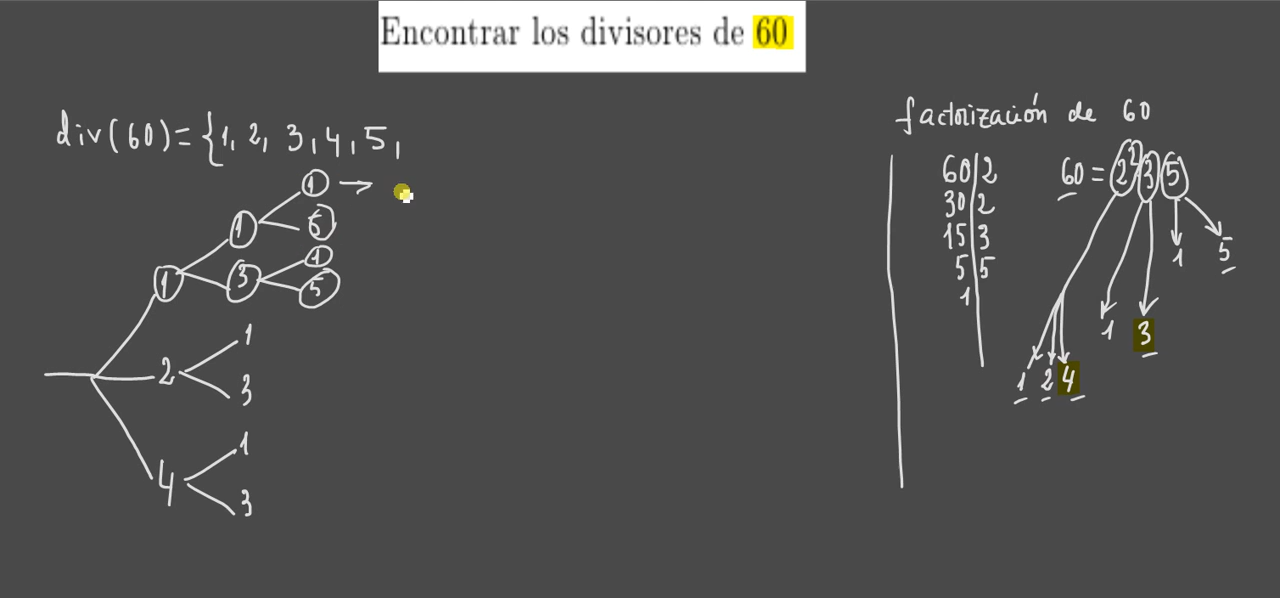 Encontrar los divisores de 60
div(60)={1, 2, 3, 4, 5,
1
1 5
1
1 3 5
2 1
3
4 1
3
factorización de 60
60|2
30|2
15|3
5|5
1
60=2² 3 5
1 5
1 3
1 2 4